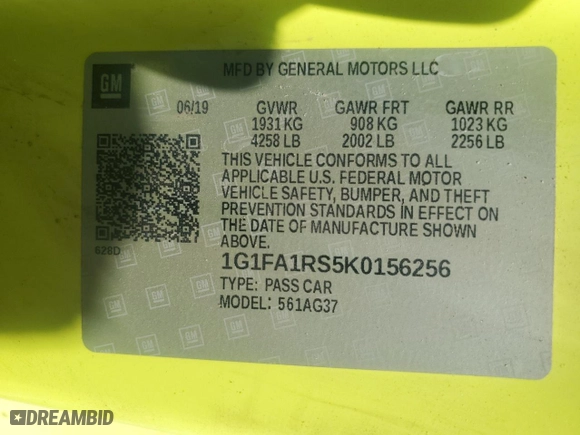 MFD BY GENERAL MOTORS LLC
GM
06/19 GVWR GAWR FRT GAWR RR
1931 KG 908 KG 1023 KG
4258 LB 2002 LB 2256 LB
THIS VEHICLE CONFORMS TO ALL
APPLICABLE U.S. FEDERAL MOTOR
VEHICLE SAFETY, BUMPER, AND THEFT
PREVENTION STANDARDS IN EFFECT ON
THE DATE OF MANUFACTURE SHOWN
ABOVE.
628D
1G1FA1RS5K0156256
TYPE: PASS CAR
MODEL: 561AG37
DREAMBID